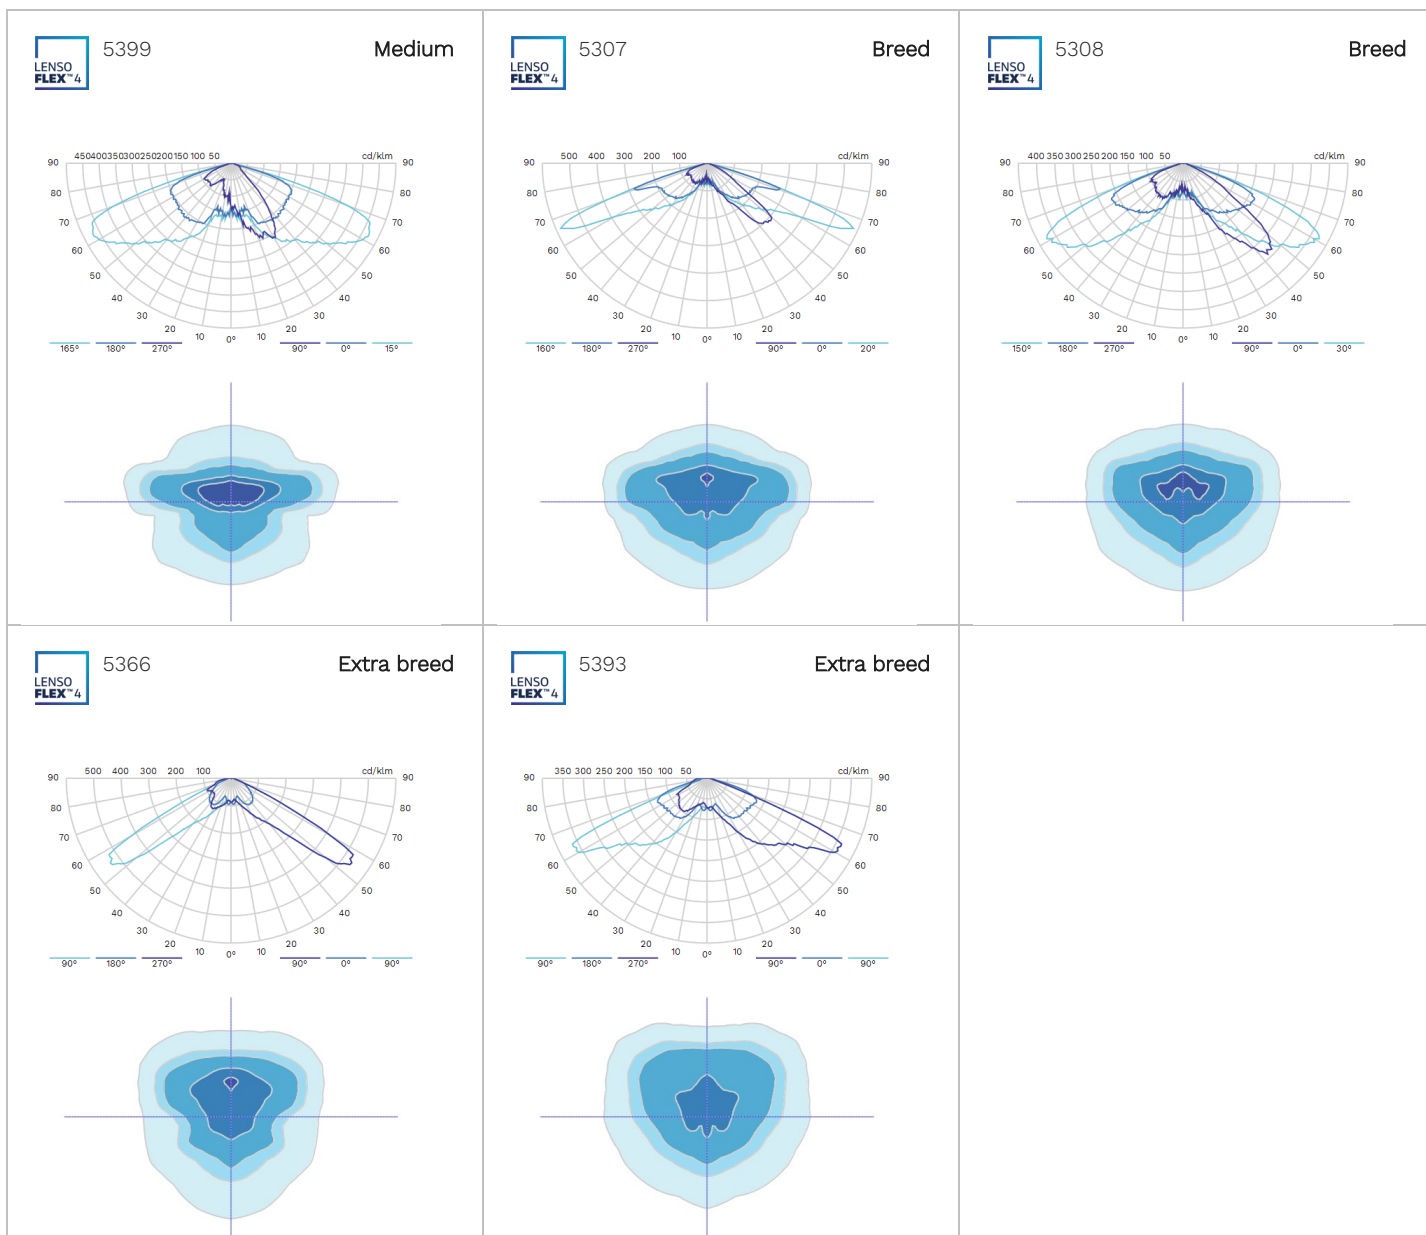 5399 Medium
LENSO
FLEX™4
90 450400350300250200150 100 50 cd/klm 90
80 80
70 70
60 60
50 50
40 40
30 30
20 20
10 0° 10
165° 180° 270° 90° 0° 15°
5307 Breed
LENSO
FLEX™4
90 500 400 300 200 100 cd/klm 90
80 80
70 70
60 60
50 50
40 40
30 30
20 20
10 0° 10
160° 180° 270° 90° 0° 20°
5308 Breed
LENSO
FLEX™4
90 400 350 300 250 200 150 100 50 cd/klm 90
80 80
70 70
60 60
50 50
40 40
30 30
20 20
10 0° 10
150° 180° 270° 90° 0° 30°
5366 Extra breed
LENSO
FLEX™4
90 500 400 300 200 100 cd/klm 90
80 80
70 70
60 60
50 50
40 40
30 30
20 20
10 0° 10
90° 180° 270° 90° 0° 90°
5393 Extra breed
LENSO
FLEX™4
90 350 300 250 200 150 100 50 cd/klm 90
80 80
70 70
60 60
50 50
40 40
30 30
20 20
10 0° 10
90° 180° 270° 90° 0° 90°